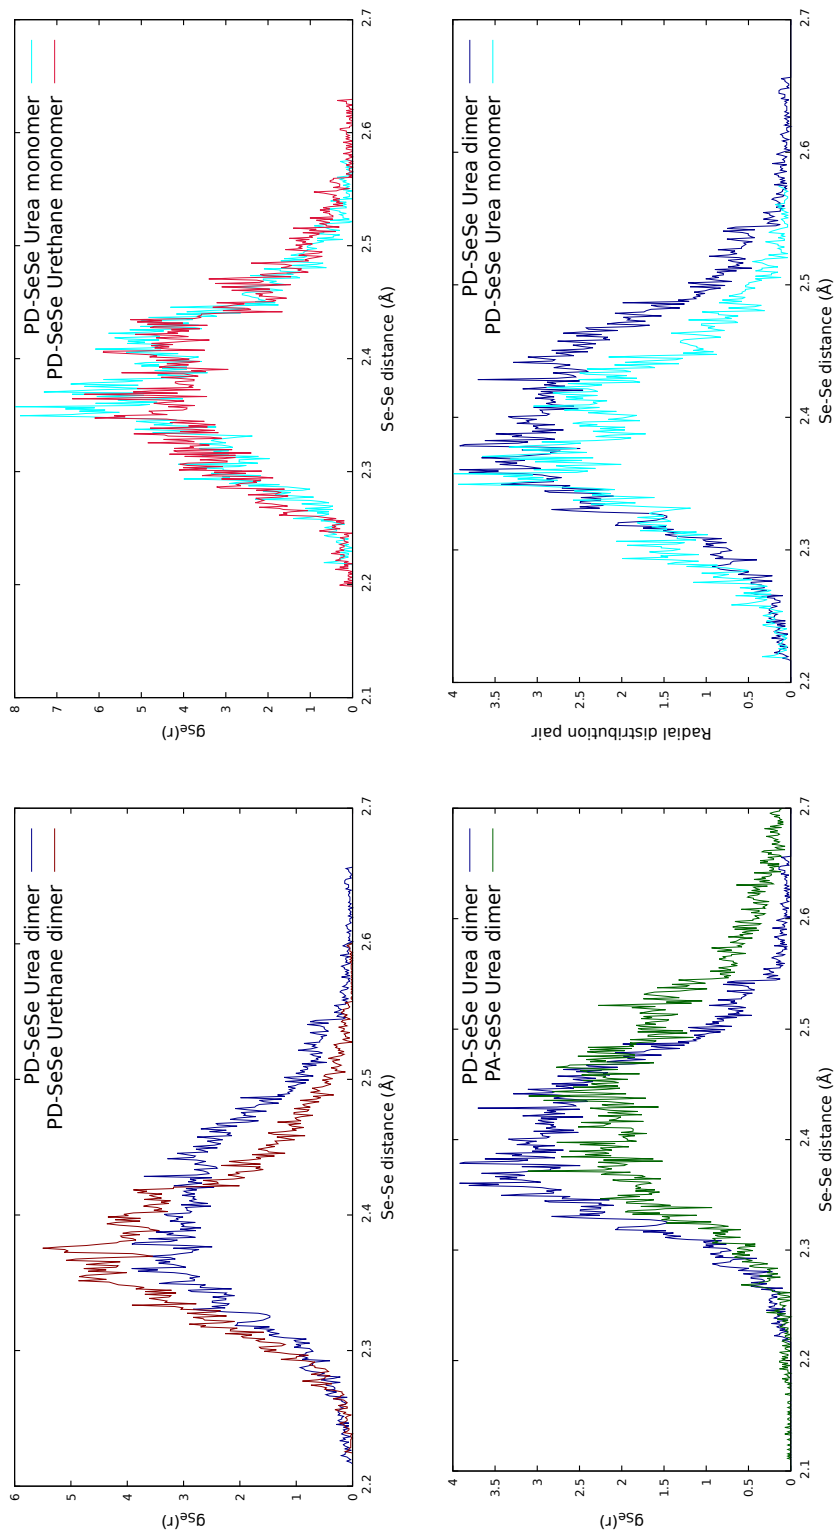 PD-SeSe Urea monomer
PD-SeSe Urethane monomer
2.7
2.6
2.5
2.4
2.3
2.2
2.1
Se-Se distance (Å)
8 7 6 5 4 3 2 1 0
gSe(r)
PD-SeSe Urea dimer
PD-SeSe Urea monomer
2.7
2.6
2.5
2.4
2.3
2.2
Se-Se distance (Å)
4 3.5 3 2.5 2 1.5 1 0.5 0
Radial distribution pair
PD-SeSe Urea dimer
PD-SeSe Urethane dimer
2.7
2.6
2.5
2.4
2.3
2.2
Se-Se distance (Å)
6 5 4 3 2 1 0
gSe(r)
PD-SeSe Urea dimer
PA-SeSe Urea dimer
2.7
2.6
2.5
2.4
2.3
2.2
2.1
Se-Se distance (Å)
4 3.5 3 2.5 2 1.5 1 0.5 0
gSe(r)